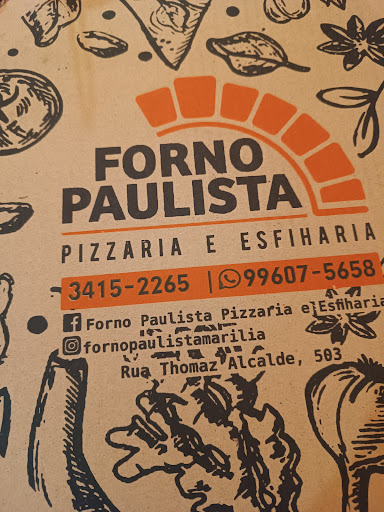 FORNO
PAULISTA
PIZZARIA E ESFIHARIA
3415-2265 | 99607-5658
Forno Paulista Pizzaria e Esfiharia
fornopaulistamarilia
Rua Thomaz Alcalde, 503